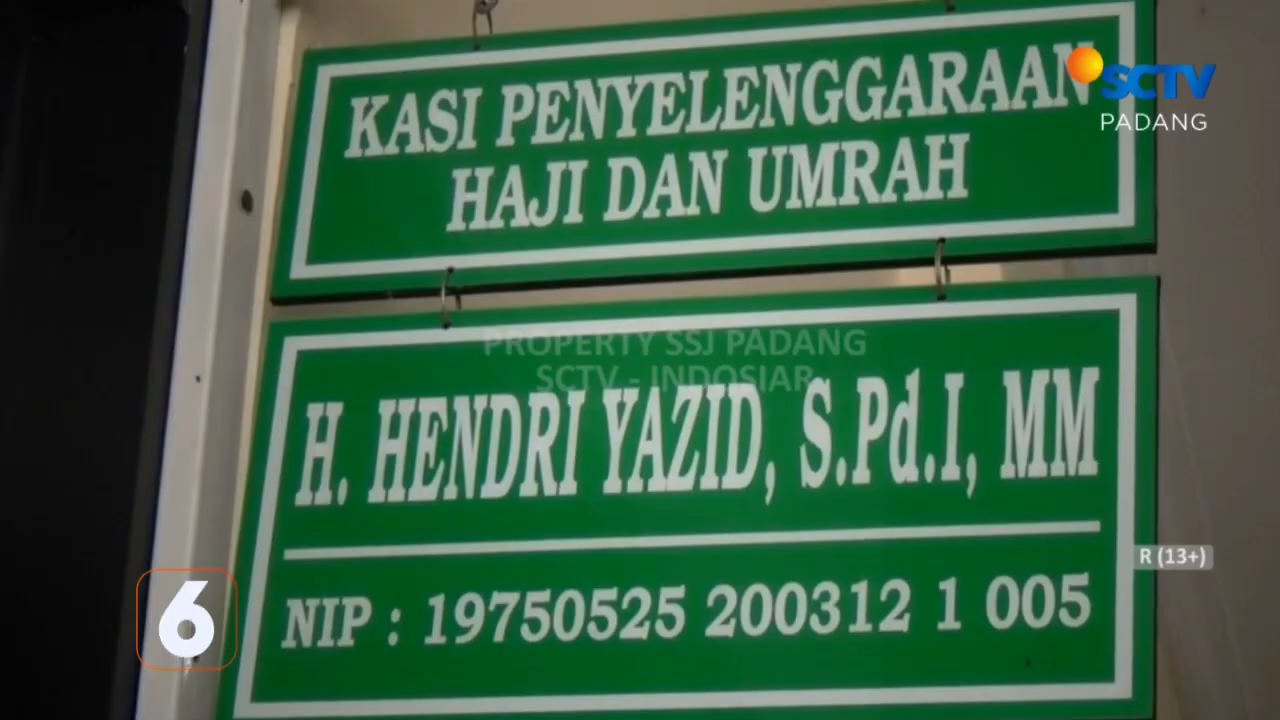 KASI PENYELENGGARAAN
HAJI DAN UMRAH
SCTV
PADANG
PROPERTY SSJ PADANG
SCTV - INDOSIAR
H. HENDRI YAZID, S.Pd.I, MM
R (13+)
NIP : 19750525 200312 1 005
6